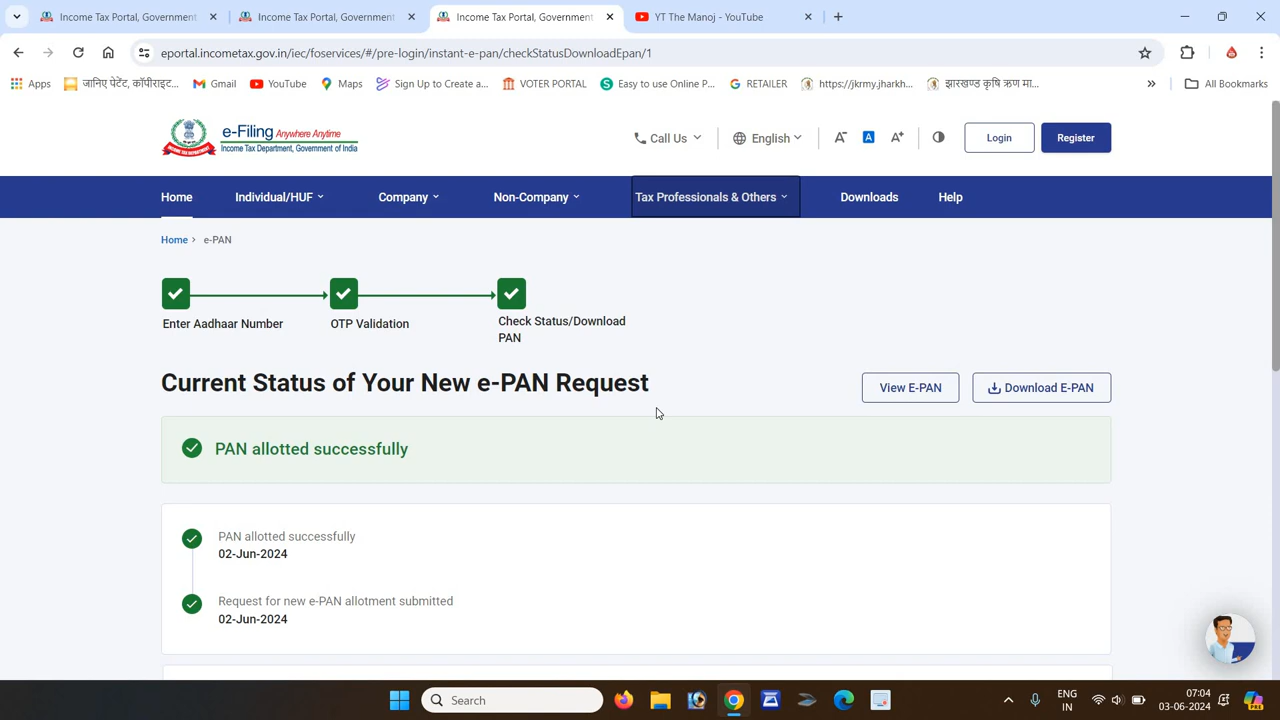 Income Tax Portal, Government
Income Tax Portal, Government
Income Tax Portal, Government
YT The Manoj - YouTube
eportal.incometax.gov.in/iec/foservices/#/pre-login/instant-e-pan/checkStatusDownloadEpan/1
Apps
जानिए पेटेंट, कॉपीराइट...
Gmail
YouTube
Maps
Sign Up to Create a...
VOTER PORTAL
Easy to use Online P...
RETAILER
https://jkrmy.jharkh...
झारखण्ड कृषि ऋण मा...
All Bookmarks
e-Filing Anywhere Anytime
Income Tax Department, Government of India
Call Us
English
A-
A
A+
Login
Register
Home
Individual/HUF
Company
Non-Company
Tax Professionals & Others
Downloads
Help
Home > e-PAN
Enter Aadhaar Number
OTP Validation
Check Status/Download
PAN
Current Status of Your New e-PAN Request
View E-PAN
Download E-PAN
PAN allotted successfully
PAN allotted successfully
02-Jun-2024
Request for new e-PAN allotment submitted
02-Jun-2024
Search
ENG
IN
07:04
03-06-2024